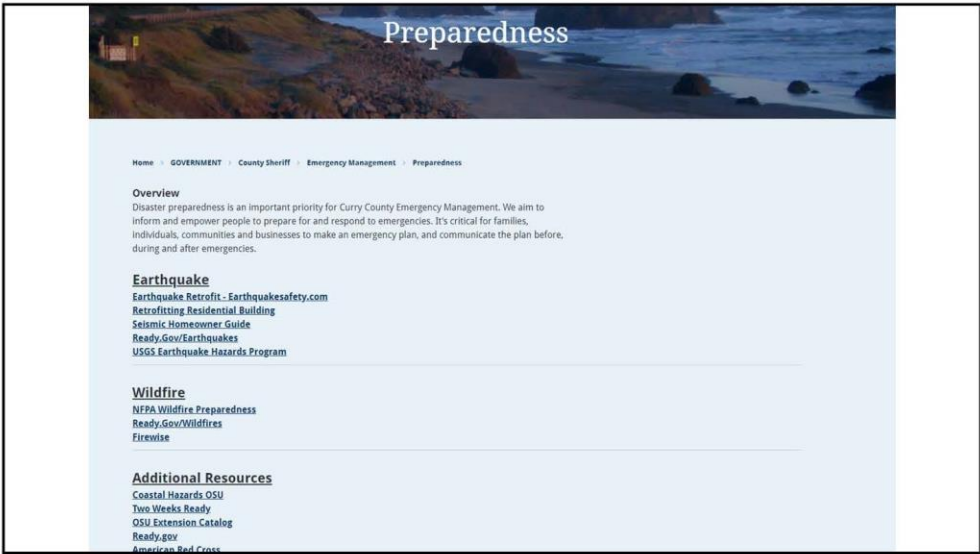 Preparedness
Home > GOVERNMENT > County Sheriff > Emergency Management > Preparedness
Overview
Disaster preparedness is an important priority for Curry County Emergency Management. We aim to
inform and empower people to prepare for and respond to emergencies. It's critical for families,
individuals, communities and businesses to make an emergency plan, and communicate the plan before,
during and after emergencies.
Earthquake
Earthquake Retrofit - Earthquakesafety.com
Retrofitting Residential Building
Seismic Homeowner Guide
Ready.Gov/Earthquakes
USGS Earthquake Hazards Program
Wildfire
NFPA Wildfire Preparedness
Ready.Gov/Wildfires
Firewise
Additional Resources
Coastal Hazards OSU
Two Weeks Ready
OSU Extension Catalog
Ready.gov
American Red Cross